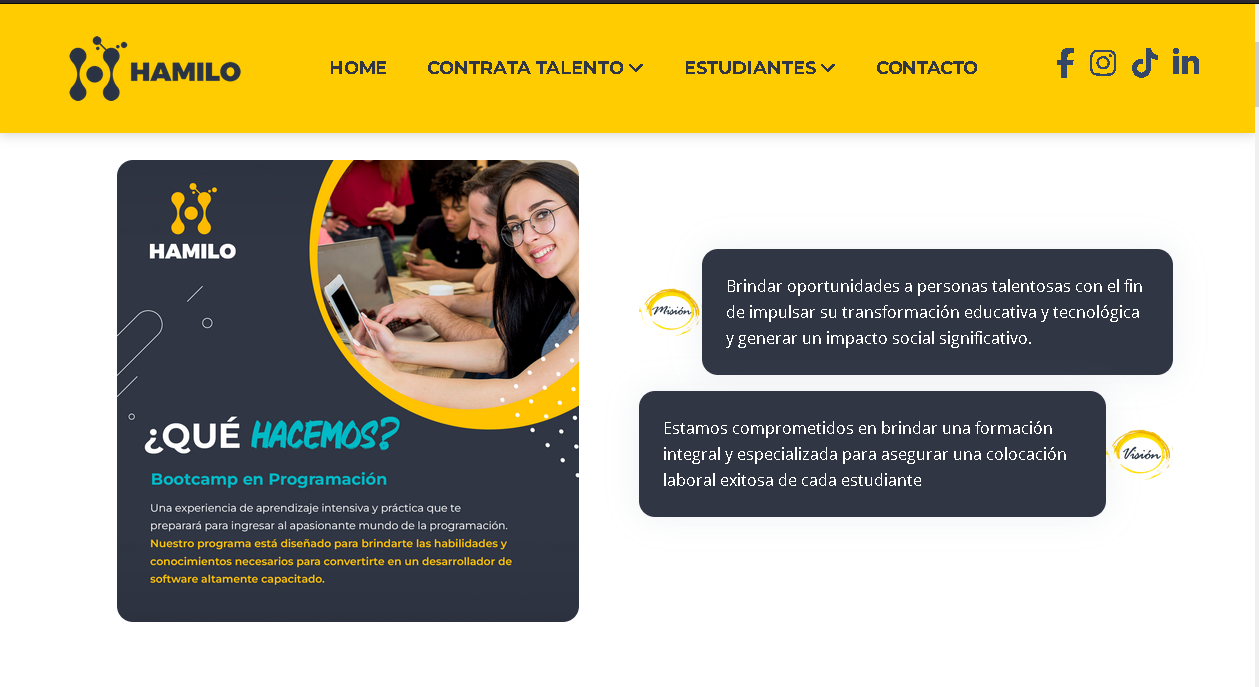 HAMILO
HOME
CONTRATA TALENTO
ESTUDIANTES
CONTACTO
HAMILO
¿QUÉ HACEMOS?
Bootcamp en Programación
Una experiencia de aprendizaje intensiva y práctica que te
preparará para ingresar al apasionante mundo de la programación.
Nuestro programa está diseñado para brindarte las habilidades y
conocimientos necesarios para convertirte en un desarrollador de
software altamente capacitado.
Misión
Brindar oportunidades a personas talentosas con el fin
de impulsar su transformación educativa y tecnológica
y generar un impacto social significativo.
Estamos comprometidos en brindar una formación
integral y especializada para asegurar una colocación
laboral exitosa de cada estudiante
Visión